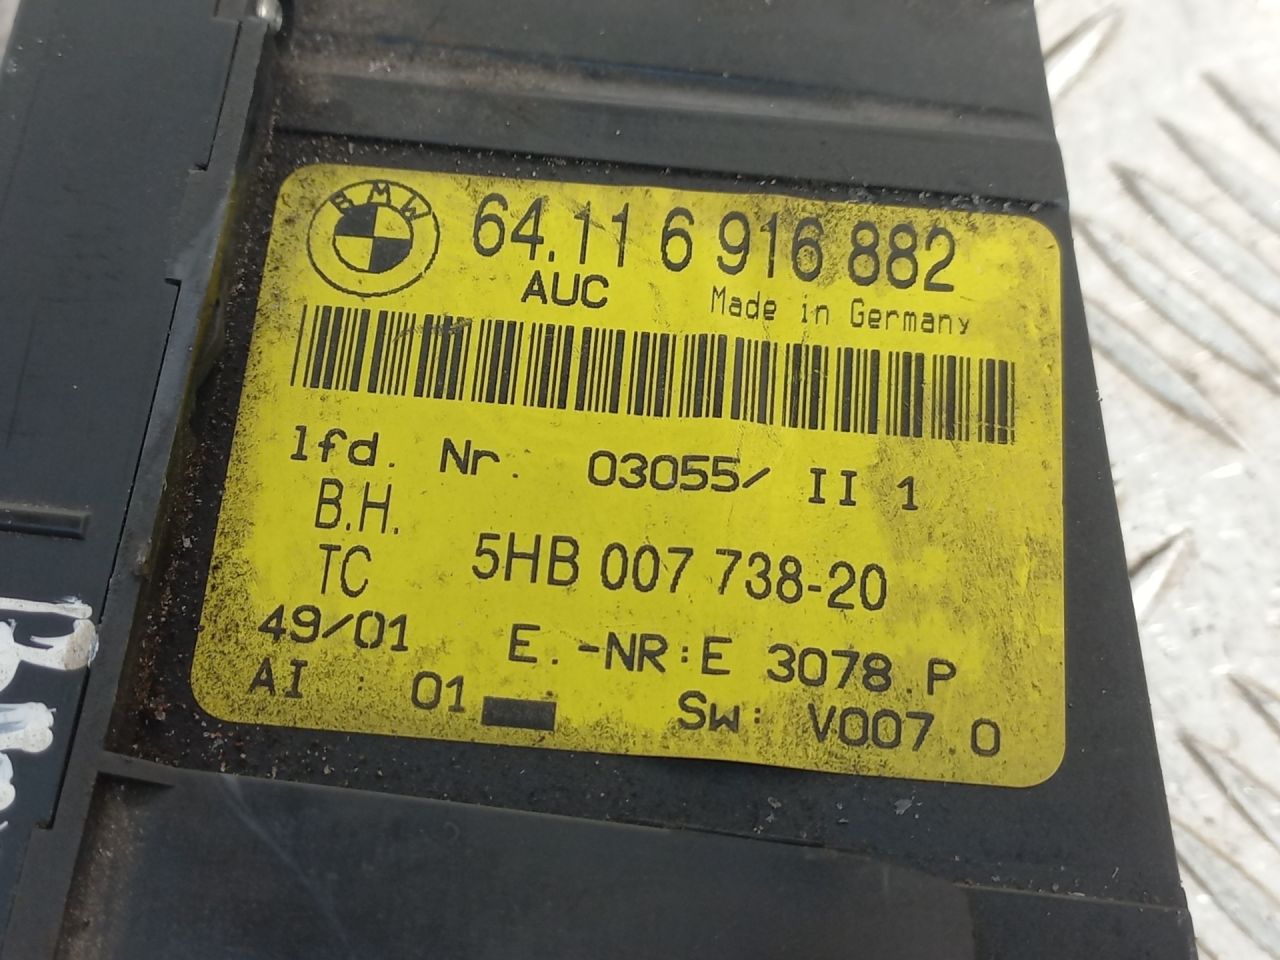 BMW
64.11 6 916 882
AUC Made in Germany
lfd. Nr. 03055/ II 1
B.H.
TC 5HB 007 738-20
49/01 E.-NR:E 3078.P
AI : 01 Sw: V007.0